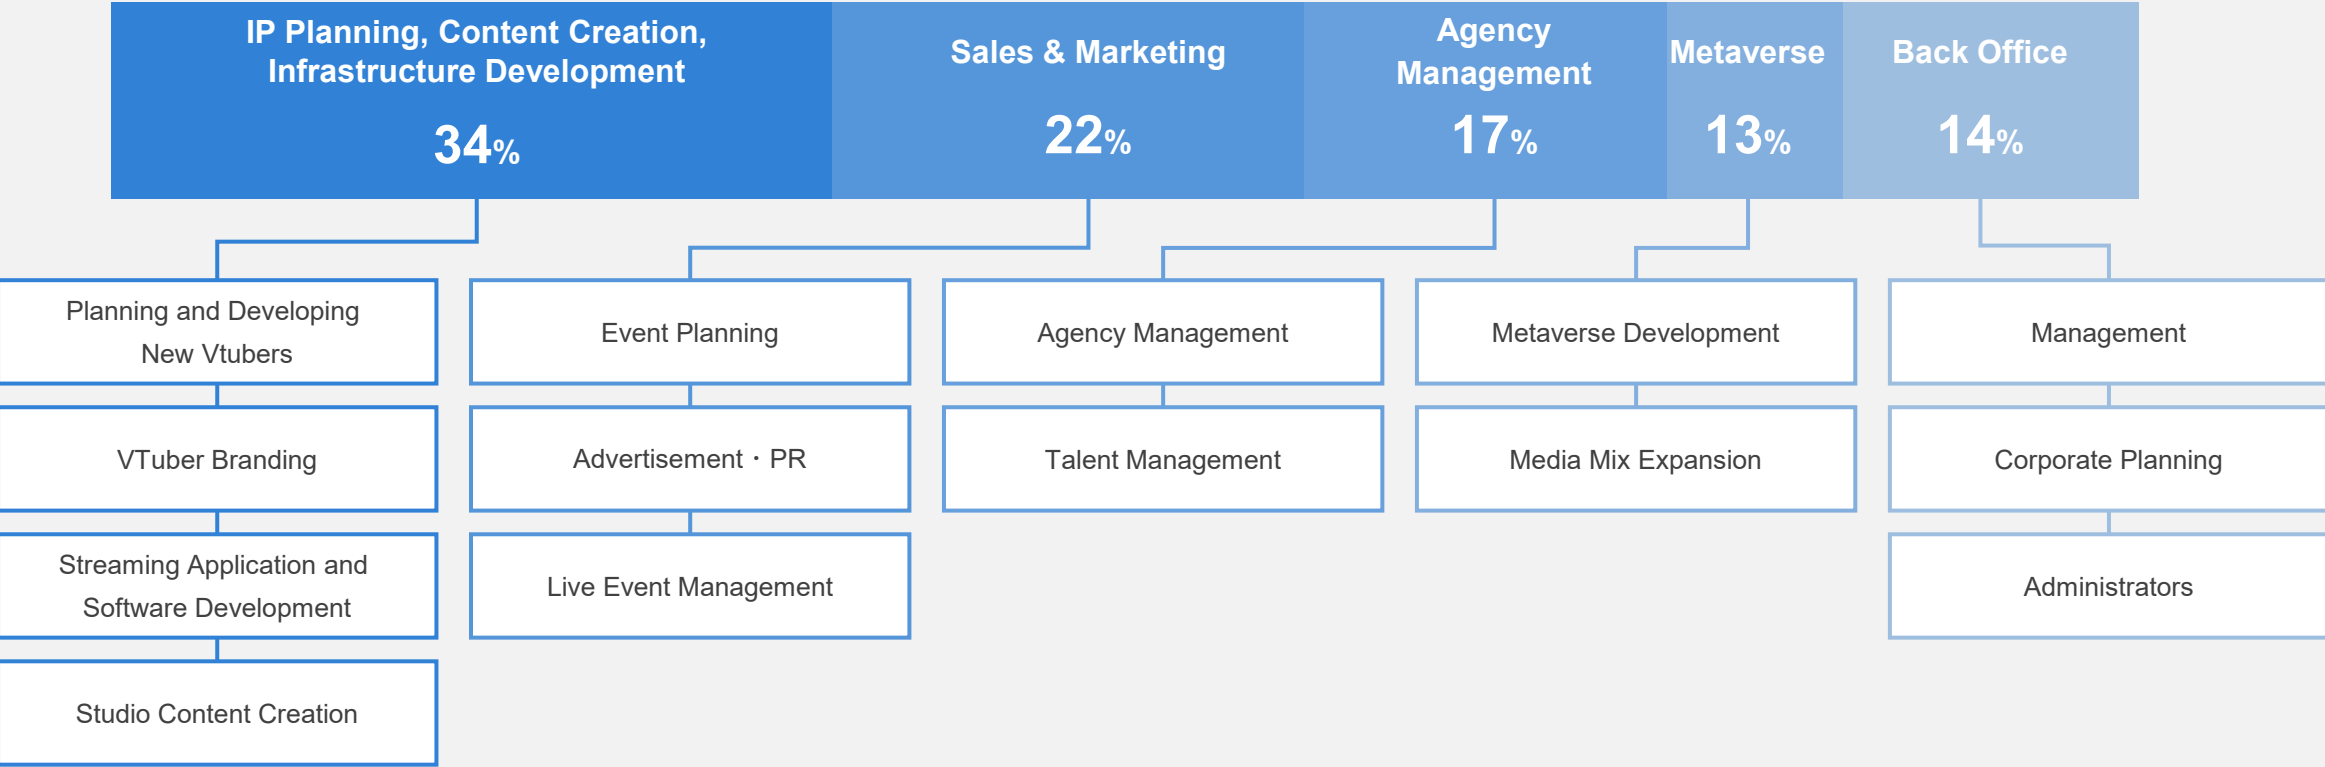 IP Planning, Content Creation,
Infrastructure Development
34%
Sales & Marketing
22%
Agency
Management
17%
Metaverse
13%
Back Office
14%
Planning and Developing
New Vtubers
VTuber Branding
Streaming Application and
Software Development
Studio Content Creation
Event Planning
Advertisement・PR
Live Event Management
Agency Management
Talent Management
Metaverse Development
Media Mix Expansion
Management
Corporate Planning
Administrators